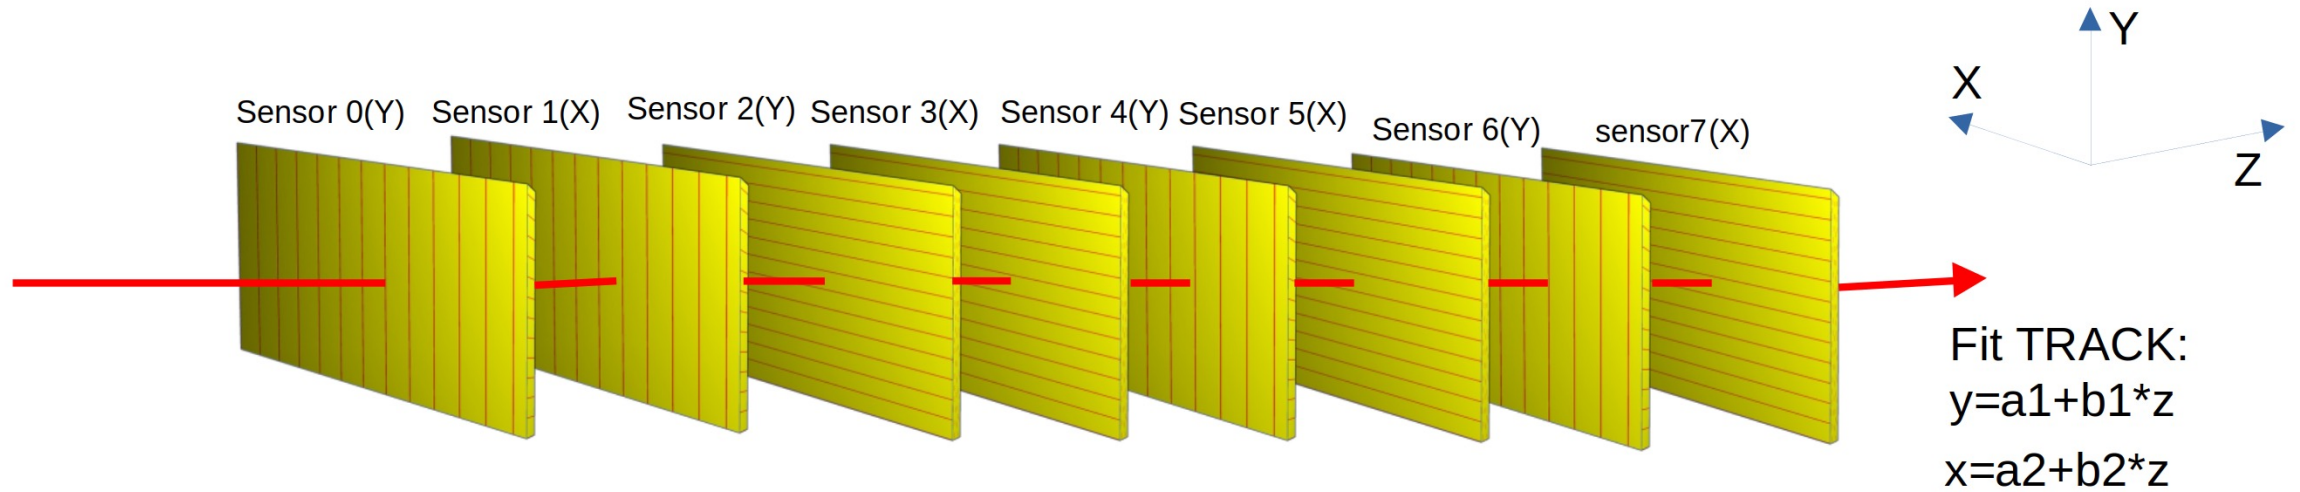 Sensor 0(Y)
Sensor 1(X)
Sensor 2(Y)
Sensor 3(X)
Sensor 4(Y)
Sensor 5(X)
Sensor 6(Y)
sensor7(X)
Y
X
Z
Fit TRACK:
y=a1+b1*z
x=a2+b2*z